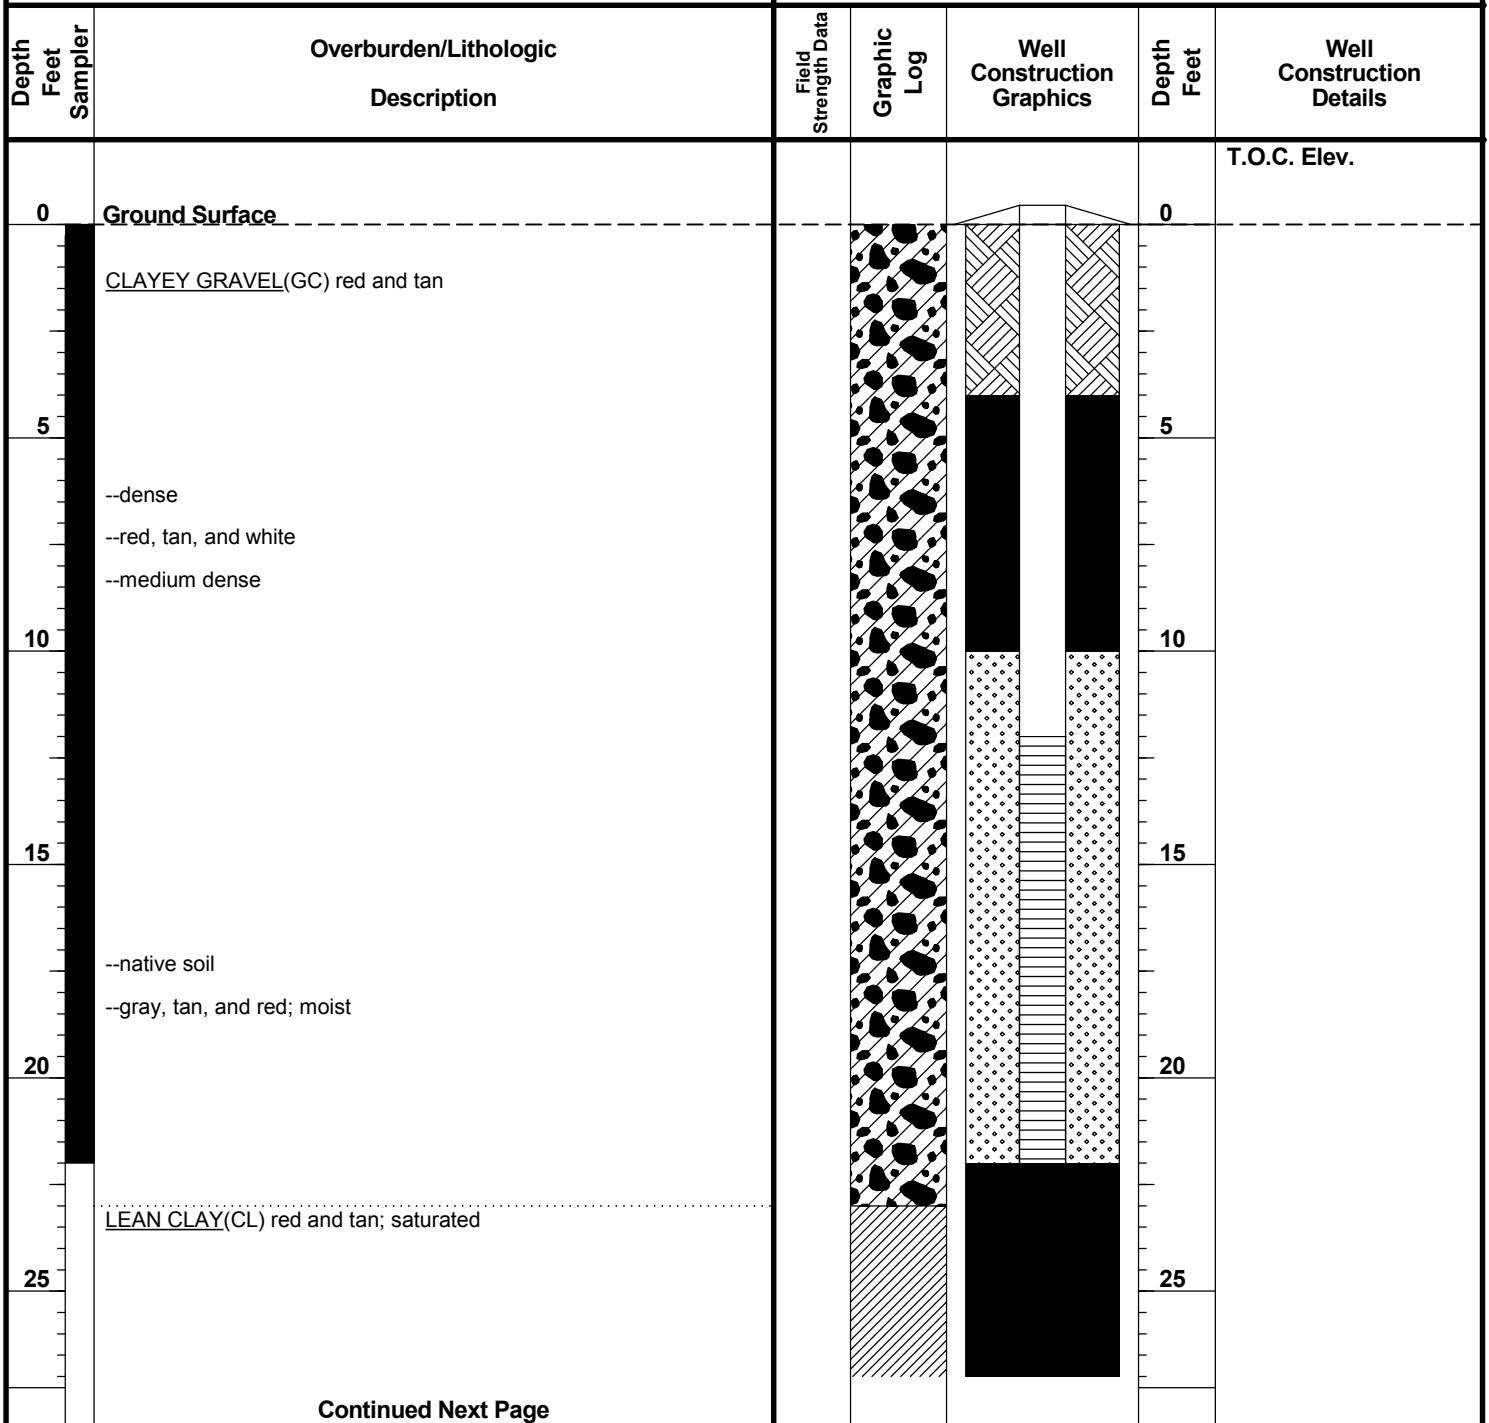 Depth
Feet
Sampler
Overburden/Lithologic
Description
Field
Strength Data
Graphic
Log
Well
Construction
Graphics
Depth
Feet
Well
Construction
Details
T.O.C. Elev.
0 Ground Surface 0
CLAYEY GRAVEL(GC) red and tan
5 5
--dense
--red, tan, and white
--medium dense
10 10
15 15
--native soil
--gray, tan, and red; moist
20 20
LEAN CLAY(CL) red and tan; saturated
25 25
Continued Next Page